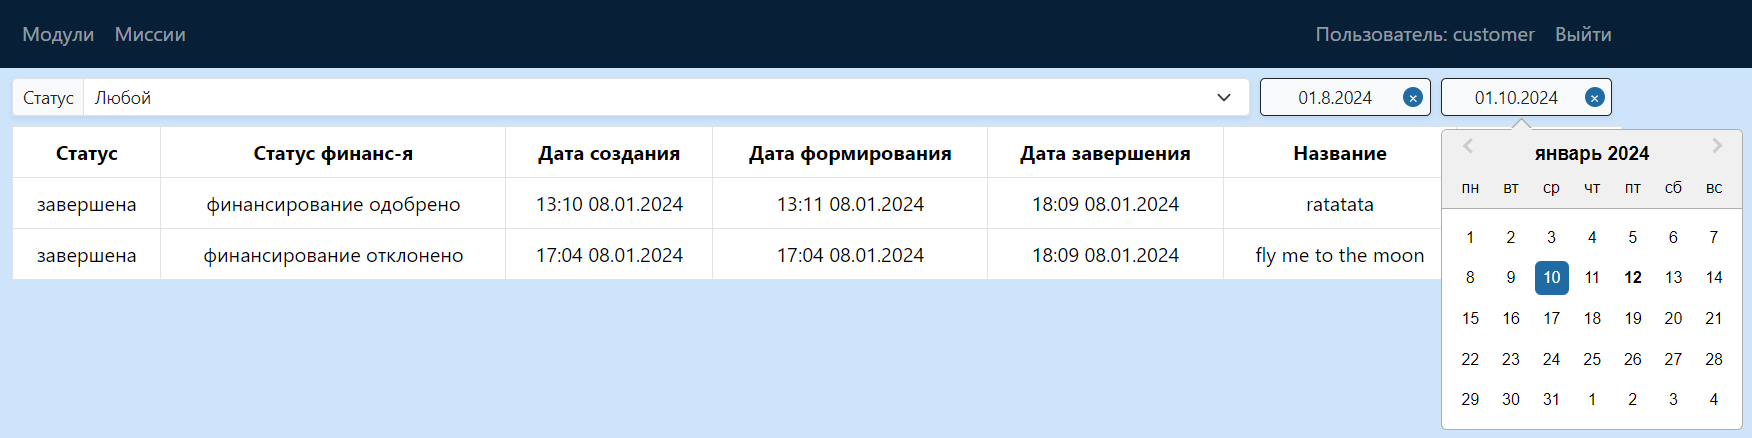 Модули Миссии Пользователь: customer Выйти
Статус Любой 01.8.2024 × 01.10.2024 ×
Статус Статус финанс-я Дата создания Дата формирования Дата завершения Название
завершена финансирование одобрено 13:10 08.01.2024 13:11 08.01.2024 18:09 08.01.2024 ratatata
завершена финансирование отклонено 17:04 08.01.2024 17:04 08.01.2024 18:09 08.01.2024 fly me to the moon
январь 2024
пн вт ср чт пт сб вс
1 2 3 4 5 6 7
8 9 10 11 12 13 14
15 16 17 18 19 20 21
22 23 24 25 26 27 28
29 30 31 1 2 3 4